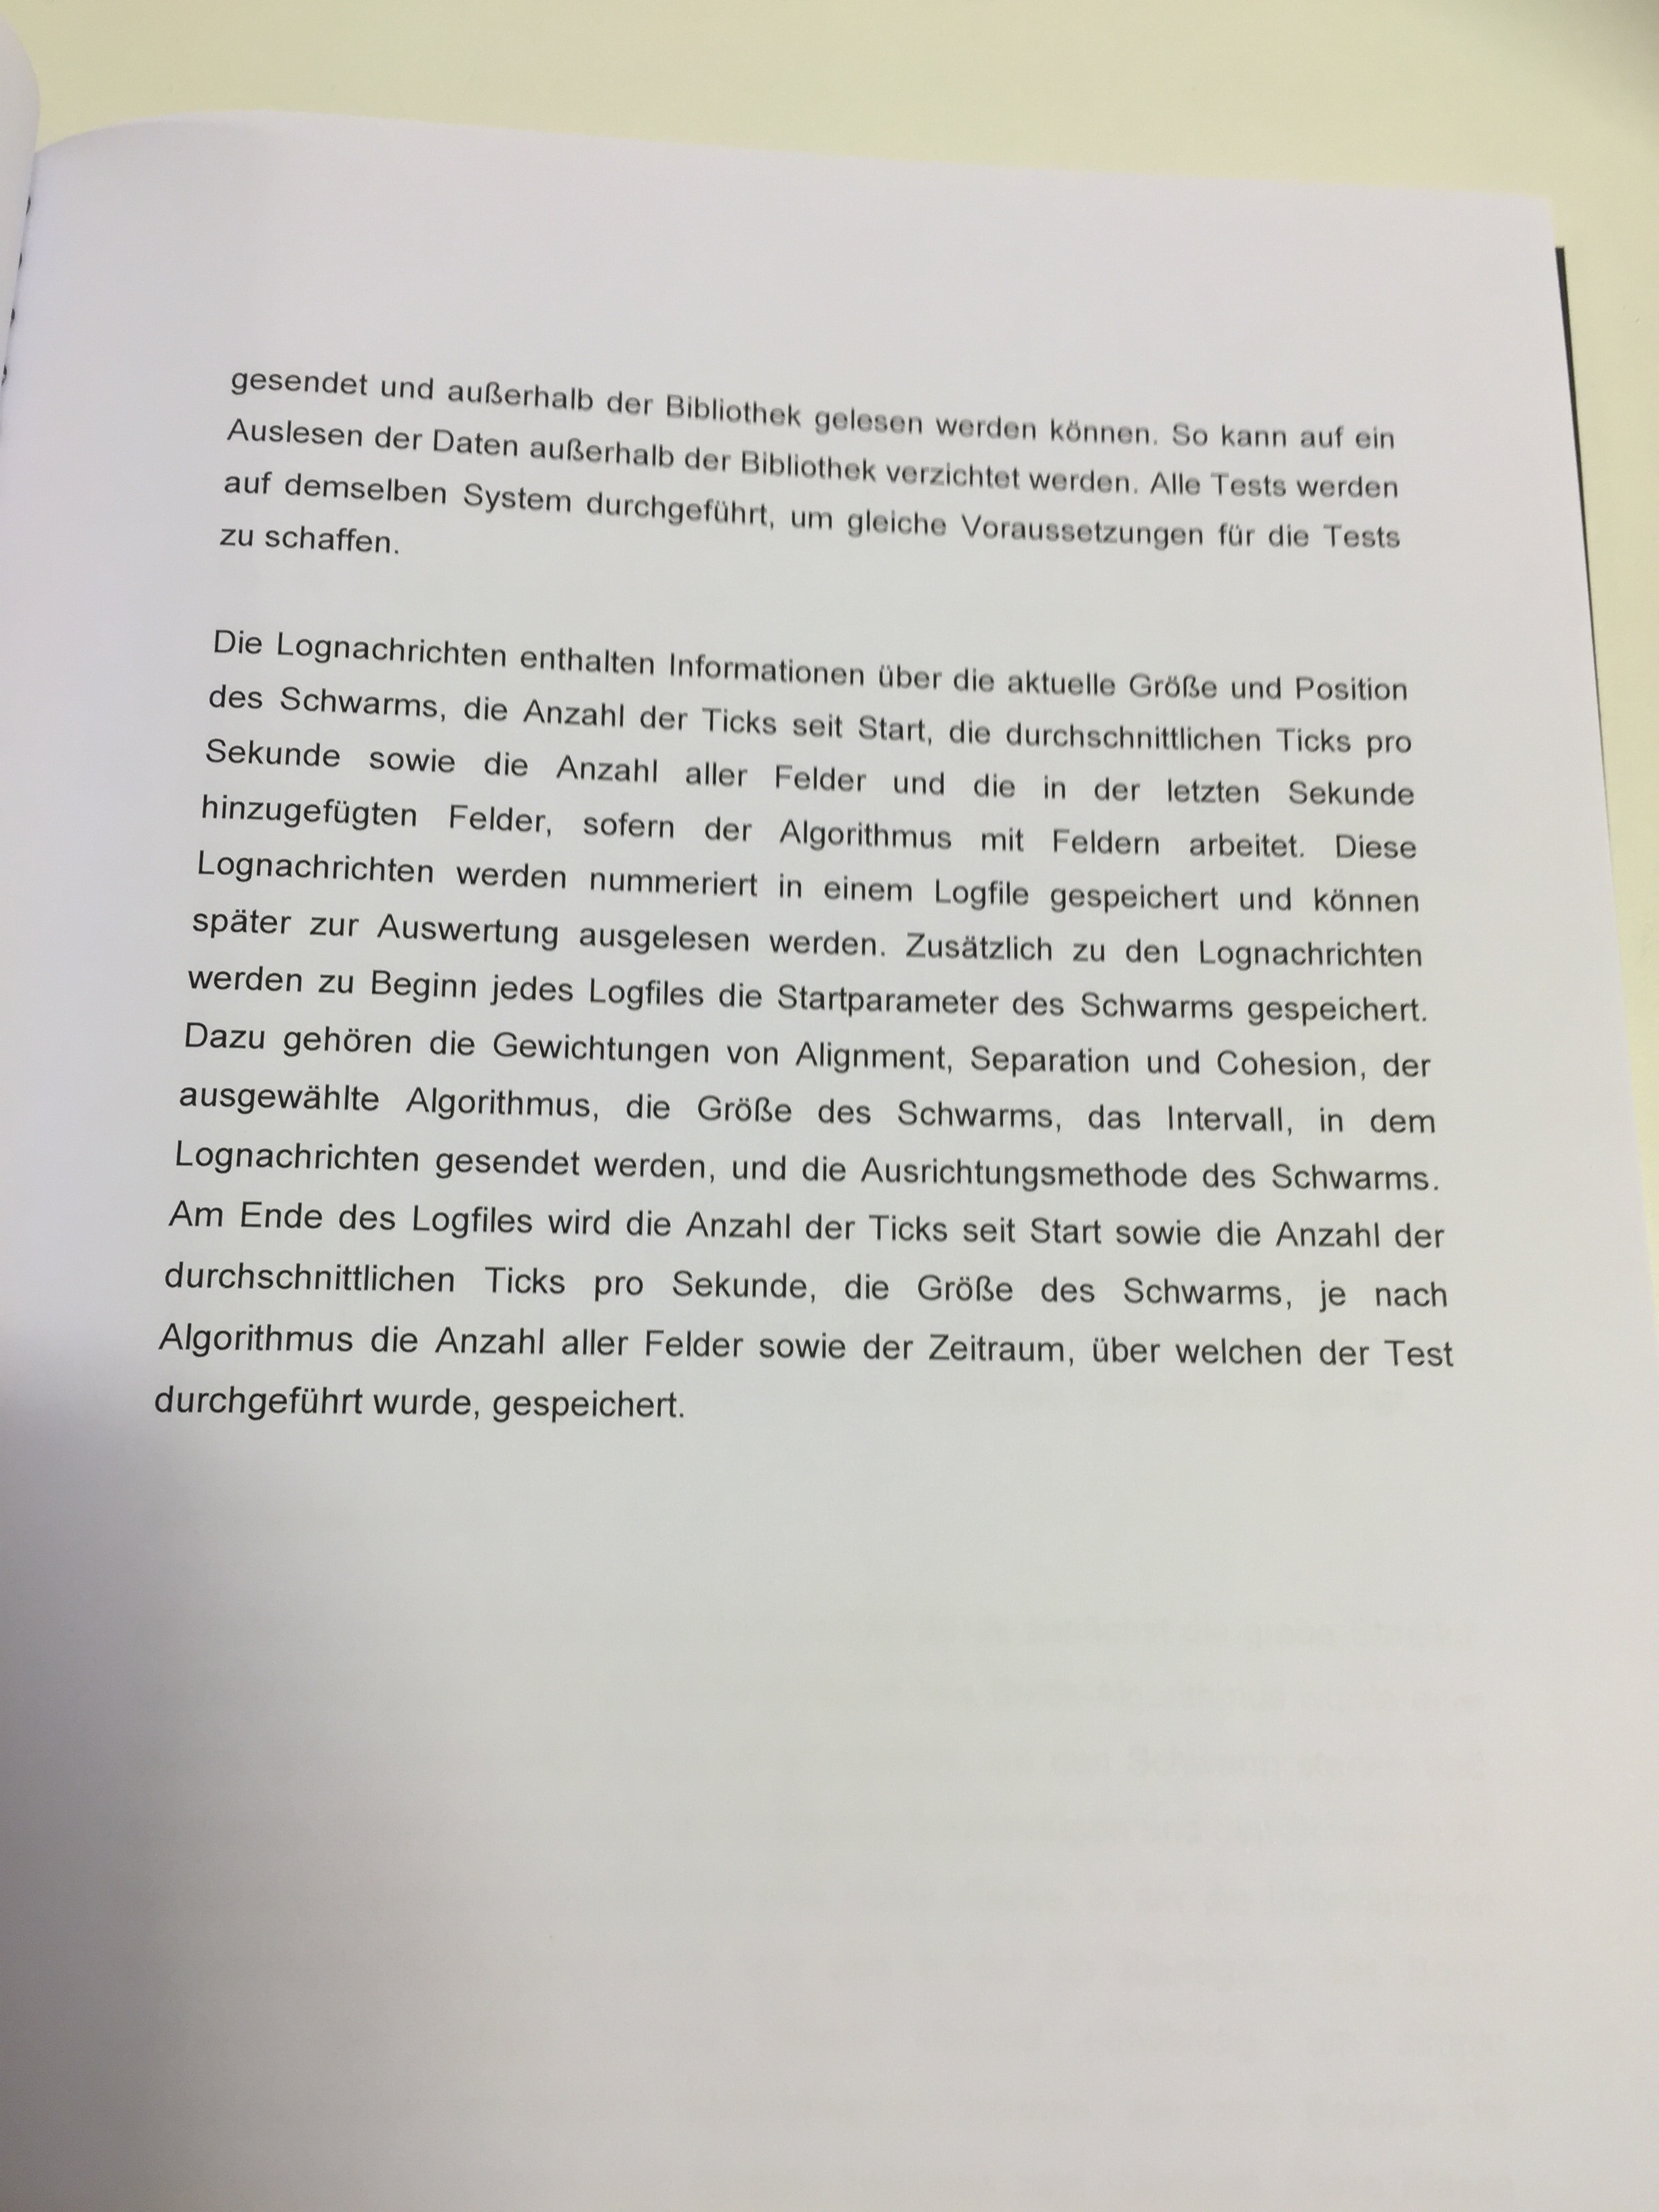 gesendet und außerhalb der Bibliothek gelesen werden können. So kann auf ein
Auslesen der Daten außerhalb der Bibliothek verzichtet werden. Alle Tests werden
auf demselben System durchgeführt, um gleiche Voraussetzungen für die Tests
zu schaffen.
Die Lognachrichten enthalten Informationen über die aktuelle Größe und Position
des Schwarms, die Anzahl der Ticks seit Start, die durchschnittlichen Ticks pro
Sekunde sowie die Anzahl aller Felder und die in der letzten Sekunde
hinzugefügten Felder, sofern der Algorithmus mit Feldern arbeitet. Diese
Lognachrichten werden nummeriert in einem Logfile gespeichert und können
später zur Auswertung ausgelesen werden. Zusätzlich zu den Lognachrichten
werden zu Beginn jedes Logfiles die Startparameter des Schwarms gespeichert.
Dazu gehören die Gewichtungen von Alignment, Separation und Cohesion, der
ausgewählte Algorithmus, die Größe des Schwarms, das Intervall, in dem
Lognachrichten gesendet werden, und die Ausrichtungsmethode des Schwarms.
Am Ende des Logfiles wird die Anzahl der Ticks seit Start sowie die Anzahl der
durchschnittlichen Ticks pro Sekunde, die Größe des Schwarms, je nach
Algorithmus die Anzahl aller Felder sowie der Zeitraum, über welchen der Test
durchgeführt wurde, gespeichert.